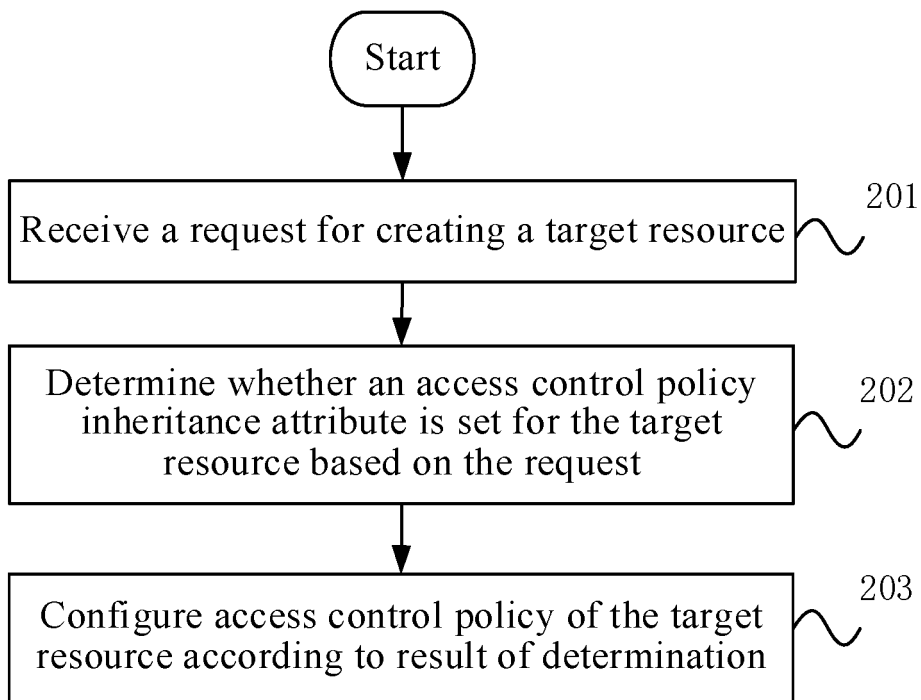 Start
Receive a request for creating a target resource
201
Determine whether an access control policy
inheritance attribute is set for the target
resource based on the request
202
Configure access control policy of the target
resource according to result of determination
203